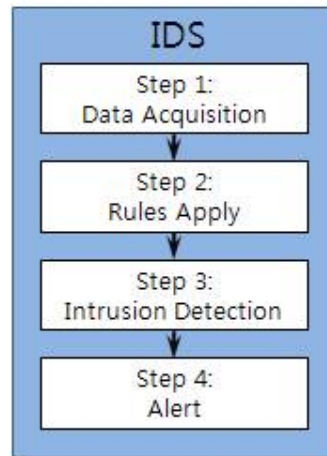 IDS
Step 1:
Data Acquisition
Step 2:
Rules Apply
Step 3:
Intrusion Detection
Step 4:
Alert